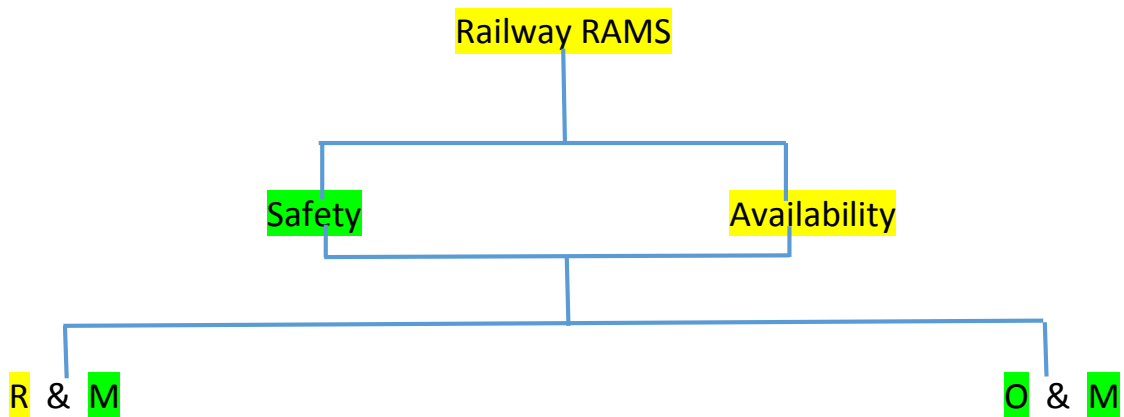 Railway RAMS
Safety
Availability
R & M
O & M